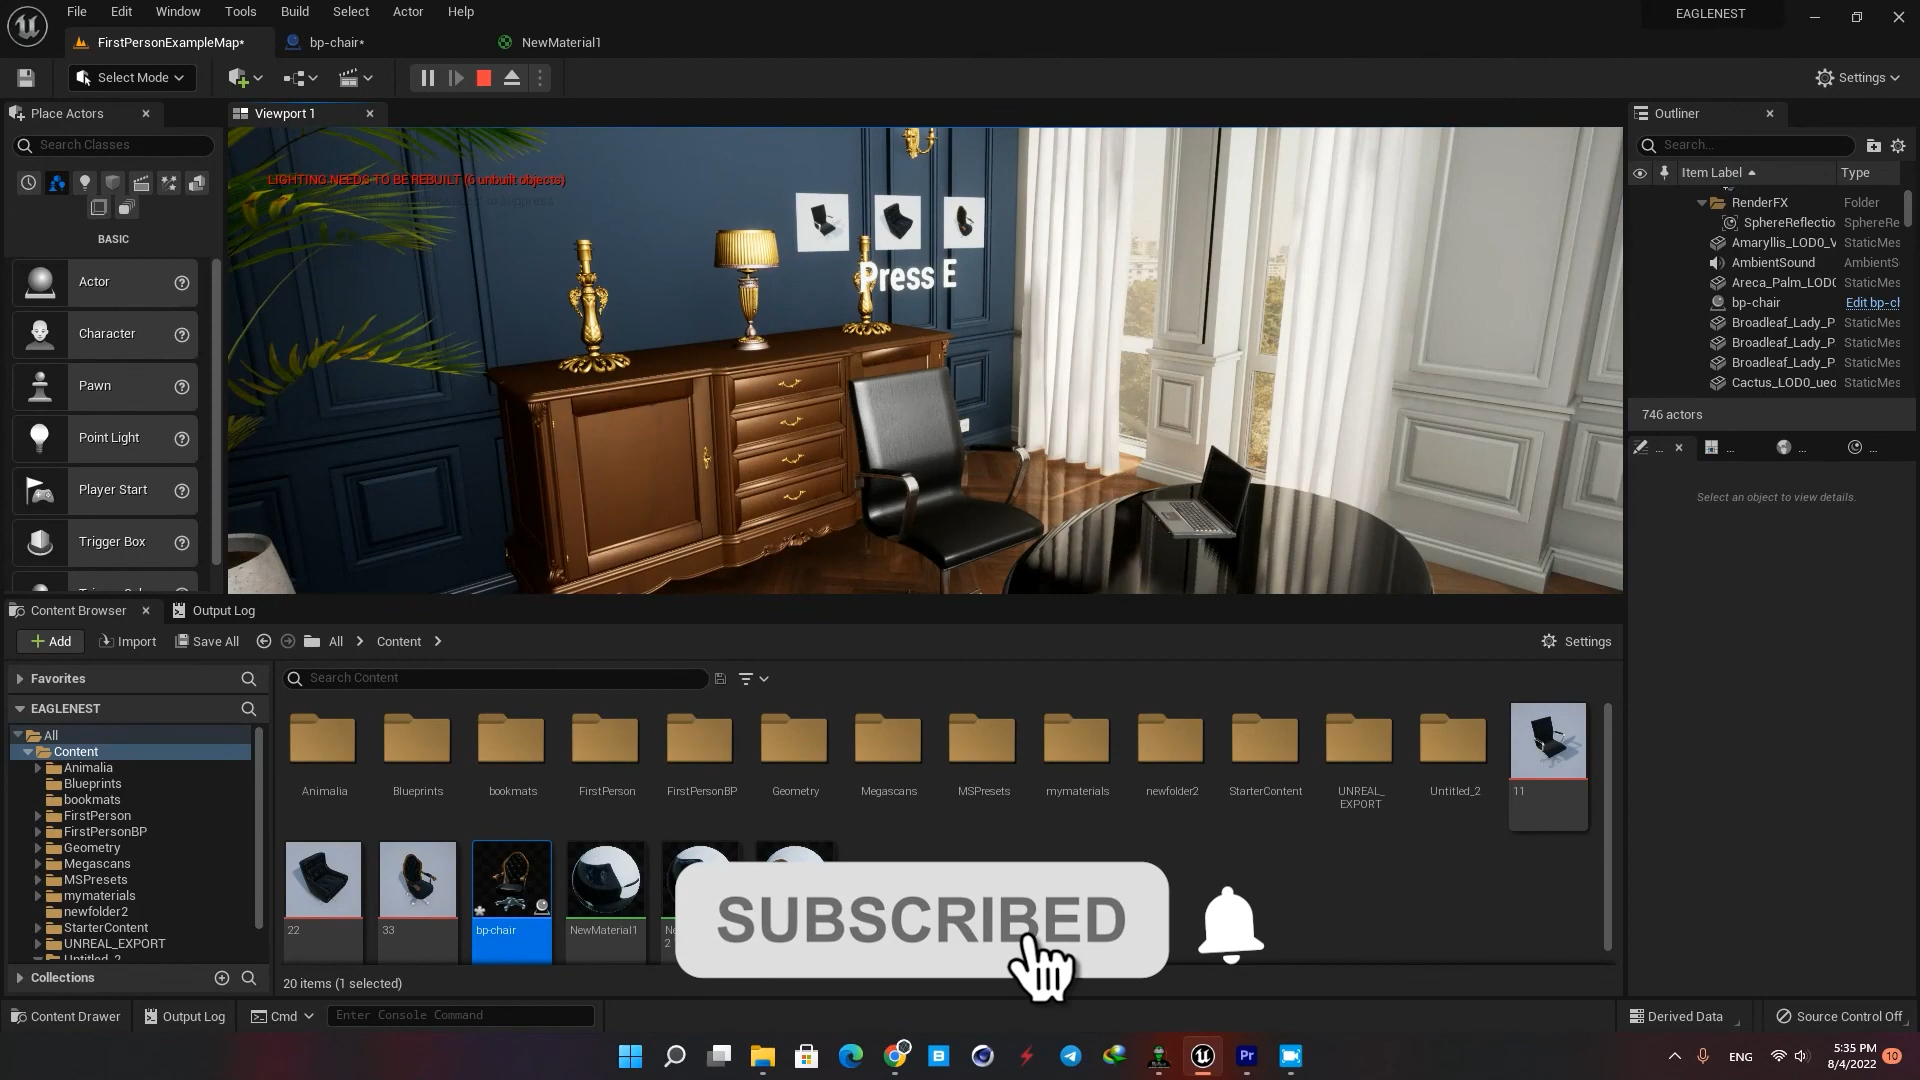 File Edit Window Tools Build Select Actor Help
EAGLENEST
FirstPersonExampleMap*
bp-chair*
NewMaterial1
Select Mode
Settings
Place Actors
Viewport 1
Outliner
Search Classes
Search...
Item Label
Type
LIGHTING NEEDS TO BE REBUILT (6 unbuilt objects)
Press E
BASIC
Actor
Character
Pawn
Point Light
Player Start
Trigger Box
RenderFX Folder
SphereReflectio SphereRe
Amaryllis_LOD0_V StaticMes
AmbientSound AmbientS
Areca_Palm_LOD0 StaticMes
bp-chair Edit bp-cl
Broadleaf_Lady_P StaticMes
Broadleaf_Lady_P StaticMes
Broadleaf_Lady_P StaticMes
Cactus_LOD0_ueo StaticMes
746 actors
Select an object to view details.
Content Browser
Output Log
Add
Import
Save All
All
Content
Settings
Favorites
Search Content
EAGLENEST
All
Content
Animalia
Blueprints
bookmats
FirstPerson
FirstPersonBP
Geometry
Megascans
MSPresets
mymaterials
newfolder2
StarterContent
UNREAL_EXPORT
Untitled_2
Collections
Animalia
Blueprints
bookmats
FirstPerson
FirstPersonBP
Geometry
Megascans
MSPresets
mymaterials
newfolder2
StarterContent
UNREAL_
EXPORT
Untitled_2
11
22
33
bp-chair
NewMaterial1
2
SUBSCRIBED
20 items (1 selected)
Content Drawer
Output Log
Cmd
Enter Console Command
Derived Data
Source Control Off
ENG
5:35 PM
8/4/2022
10